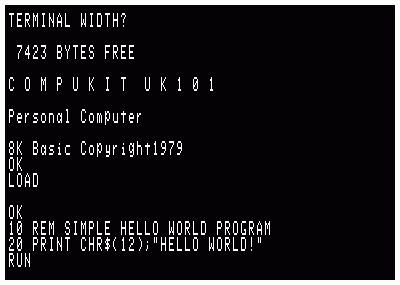 TERMINAL WIDTH?
7423 BYTES FREE
C O M P U K I T  U K 1 0 1
Personal Computer
8K Basic Copyright1979
OK
LOAD
OK
10 REM SIMPLE HELLO WORLD PROGRAM
20 PRINT CHR$(12);"HELLO WORLD!"
RUN